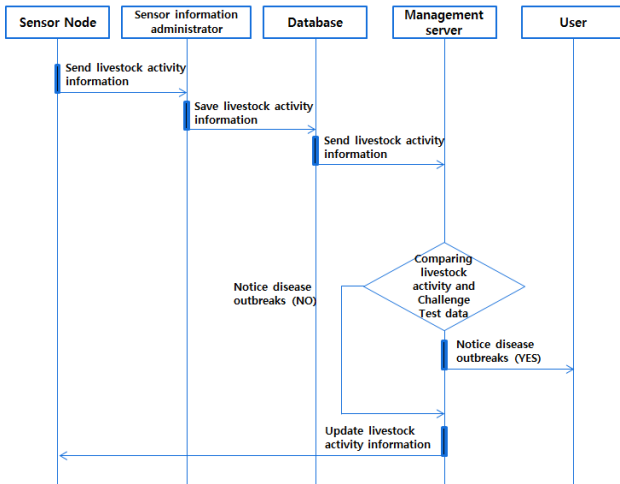 Sensor Node
Sensor information
administrator
Database
Management
server
User
Send livestock activity
information
Save livestock activity
information
Send livestock activity
information
Comparing
livestock
activity and
Challenge
Test data
Notice disease
outbreaks (NO)
Notice disease
outbreaks (YES)
Update livestock
activity information